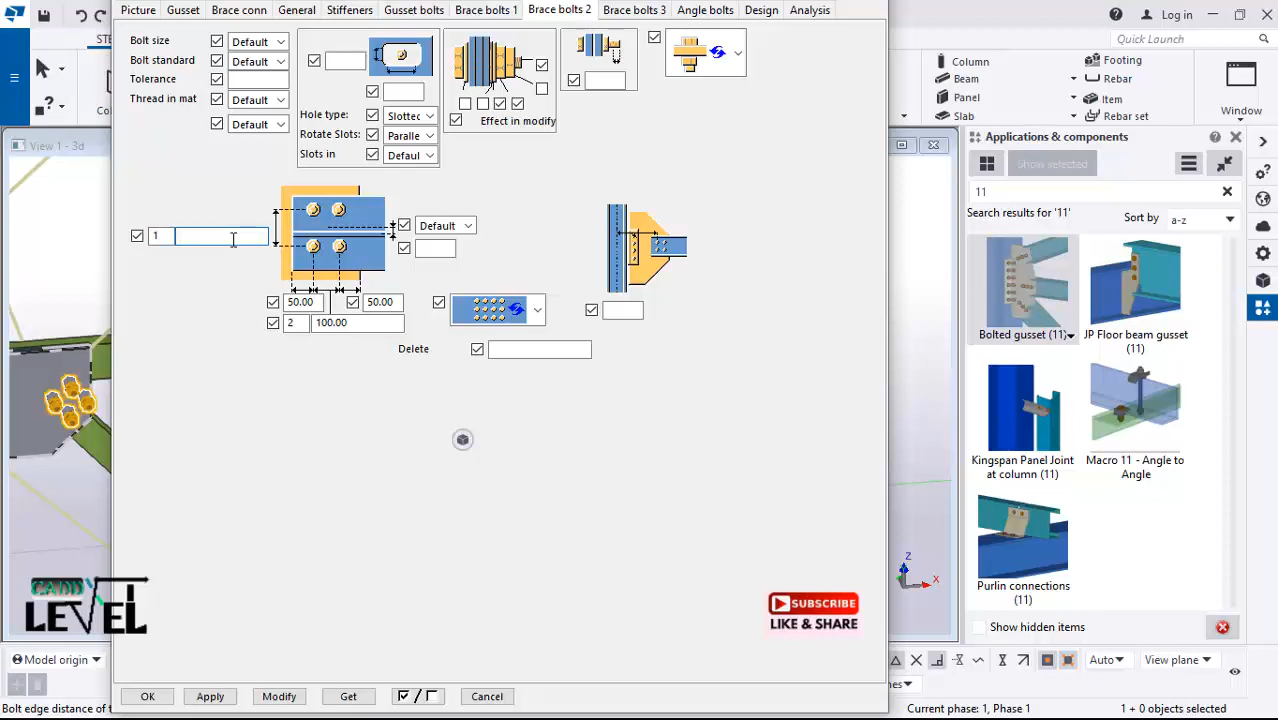 Log in
Quick Launch
STE
Column
Beam
Panel
Slab
Footing
Rebar
Item
Rebar set
Window
Picture
Gusset
Brace conn
General
Stiffeners
Gusset bolts
Brace bolts 1
Brace bolts 2
Brace bolts 3
Angle bolts
Design
Analysis
Bolt size
Default
Bolt standard
Default
Tolerance
Thread in mat
Default
Default
Hole type:
Slotted
Rotate Slots:
Paralle
Slots in
Defaul
Effect in modify
1
Default
50.00
50.00
2
100.00
Delete
View 1 - 3d
Applications & components
Show selected
11
Search results for '11'
Sort by
a-z
Bolted gusset (11)
JP Floor beam gusset (11)
Kingspan Panel Joint at column (11)
Macro 11 - Angle to Angle
Purlin connections (11)
Show hidden items
Z
X
CADD
LEVEL
SUBSCRIBE
LIKE & SHARE
Model origin
Auto
View plane
OK
Apply
Modify
Get
/
Cancel
Bolt edge distance of t
Current phase: 1, Phase 1
1 + 0 objects selected